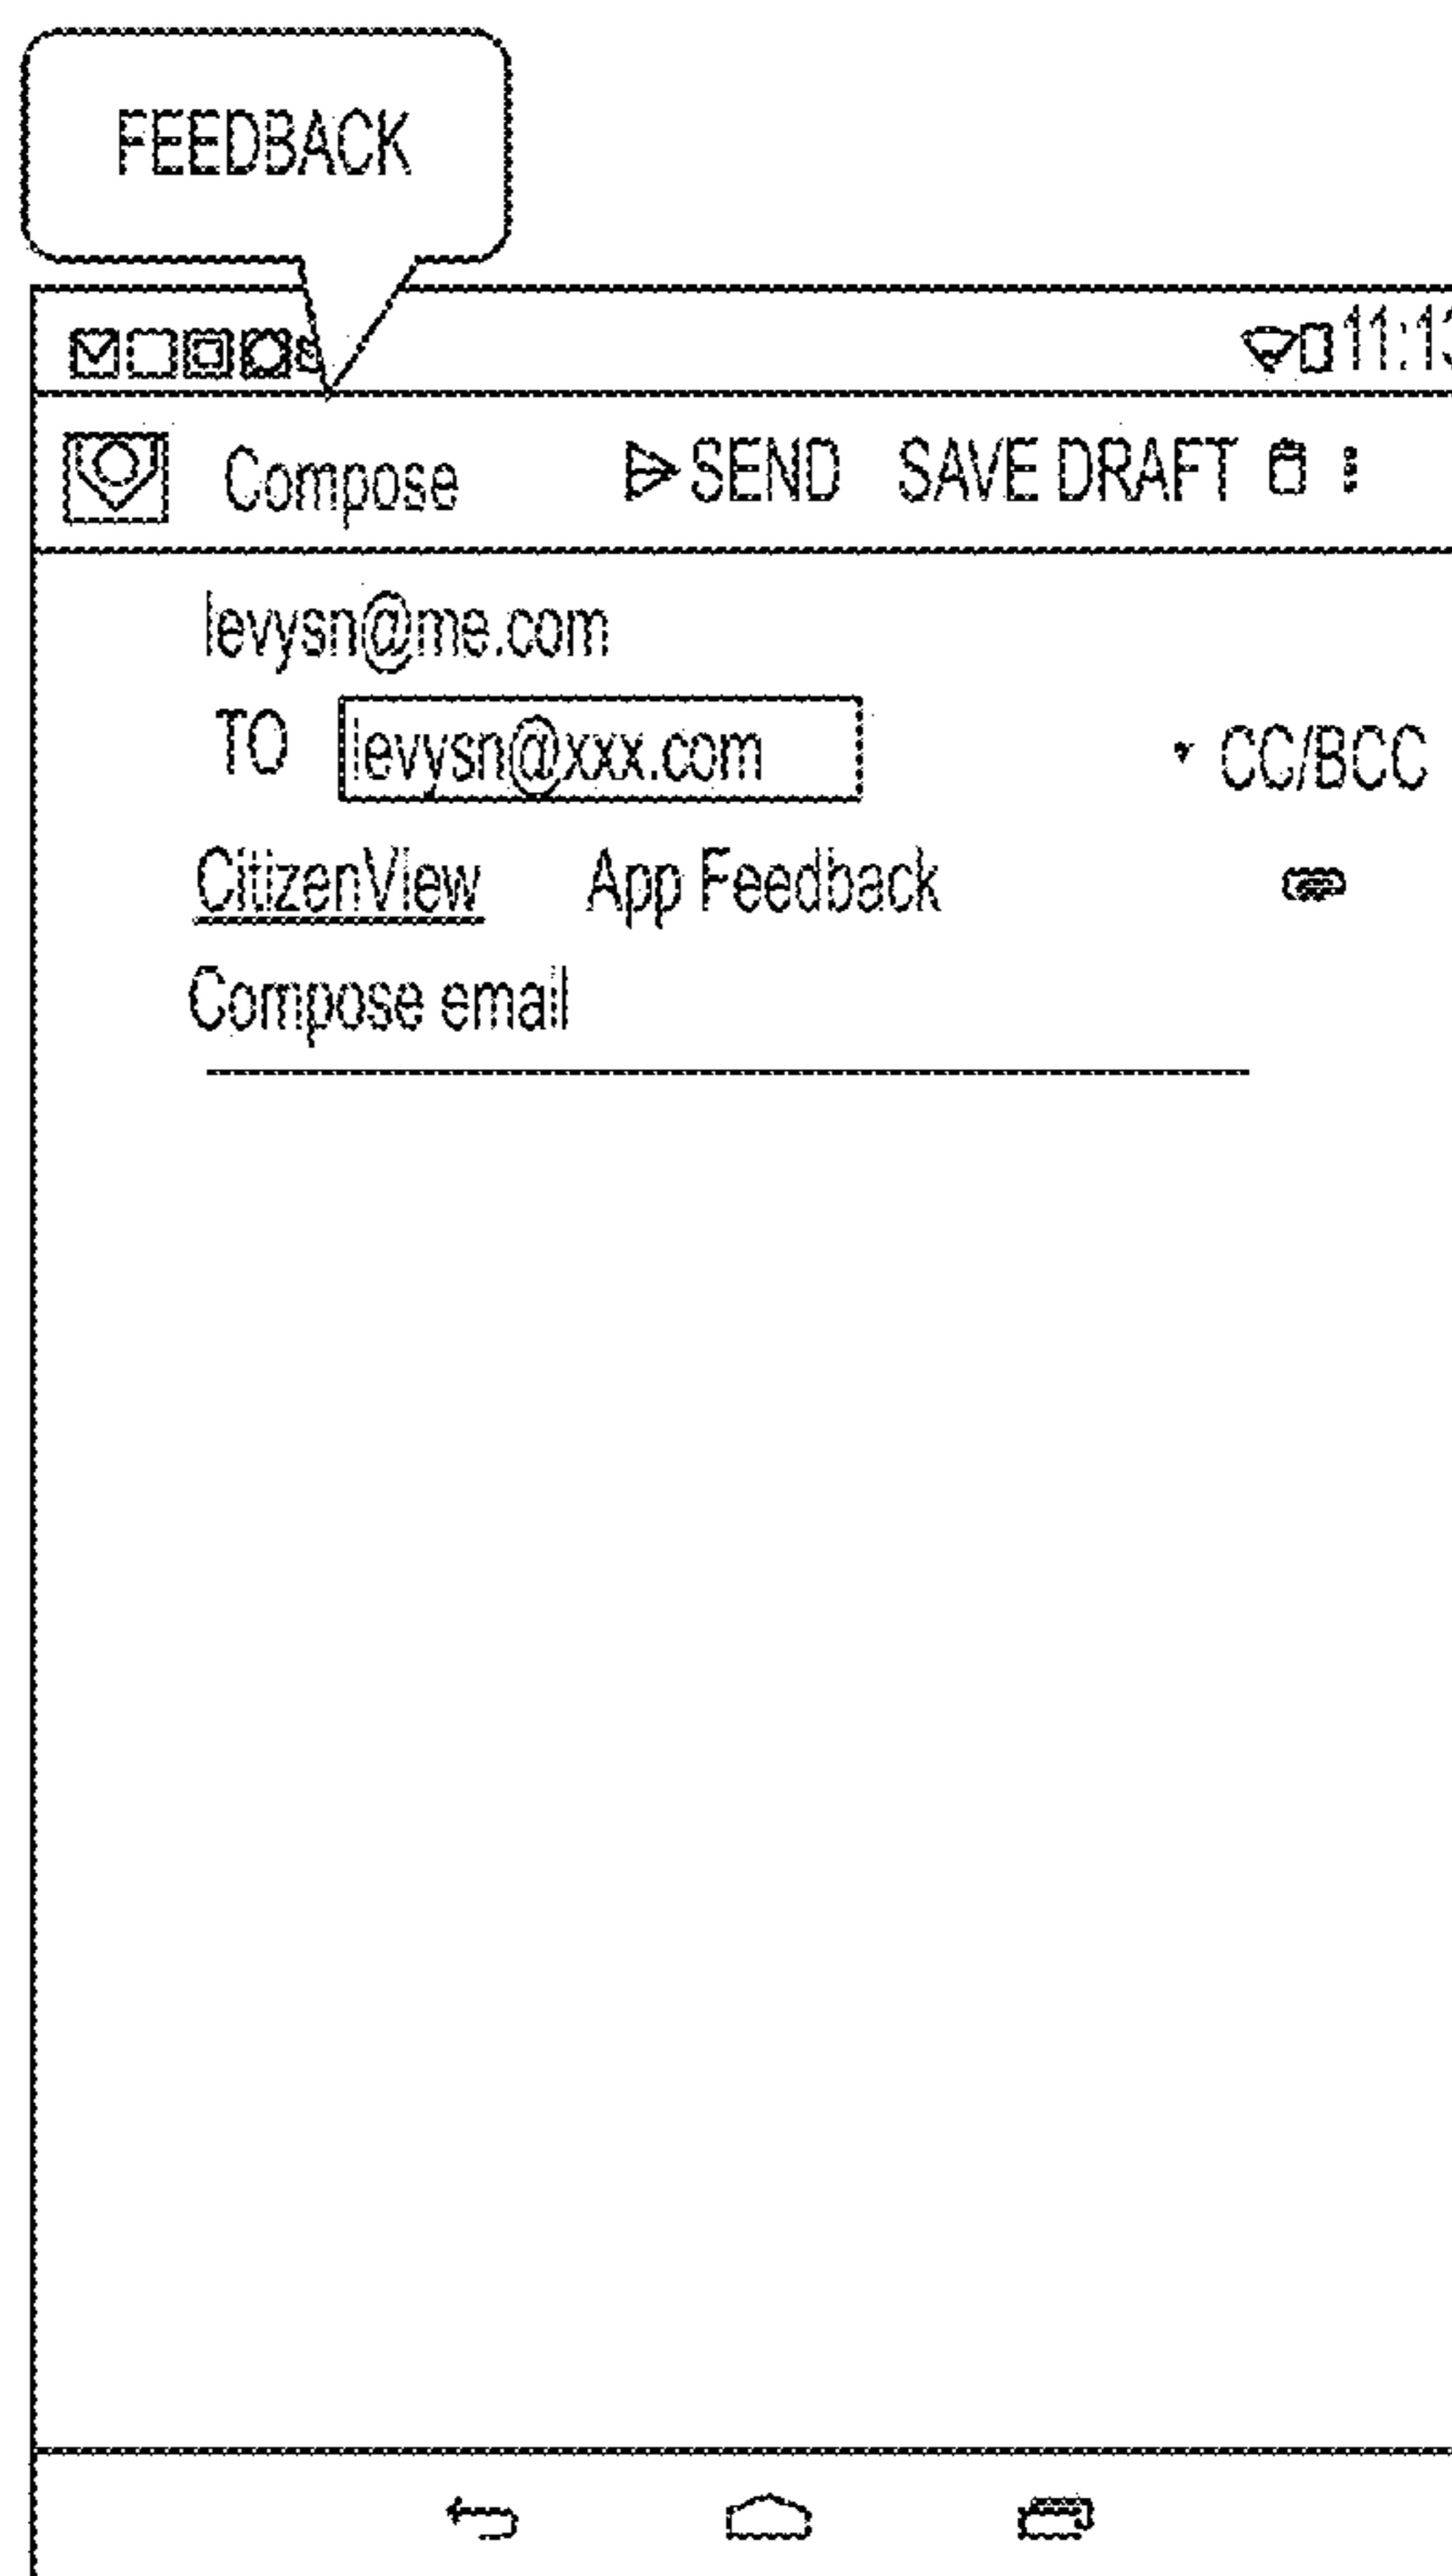 FEEDBACK
11:13
Compose SEND SAVE DRAFT
levysn@me.com
TO levysn@xxx.com CC/BCC
CitizenView App Feedback
Compose email